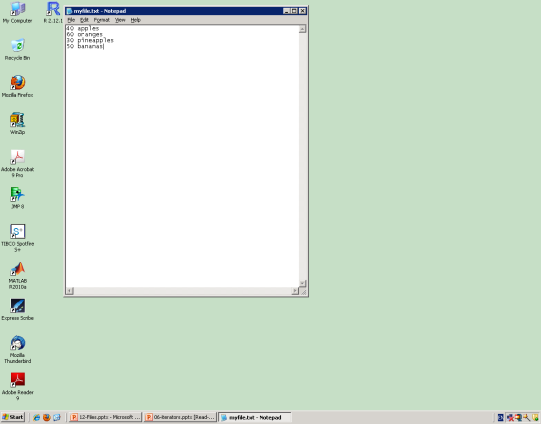 My Computer
R 2.12.1
Recycle Bin
Mozilla Firefox
WinZip
Adobe Acrobat
9 Pro
JMP 8
TIBCO Spotfire
S+
MATLAB
R2010a
Express Scribe
Mozilla
Thunderbird
Adobe Reader
9
myfile.txt - Notepad
File Edit Format View Help
40 apples
60 oranges
30 pineapples
50 bananas
Start
12-Files.pptx - Microsoft ...
06-iterators.pptx [Read-...
myfile.txt - Notepad